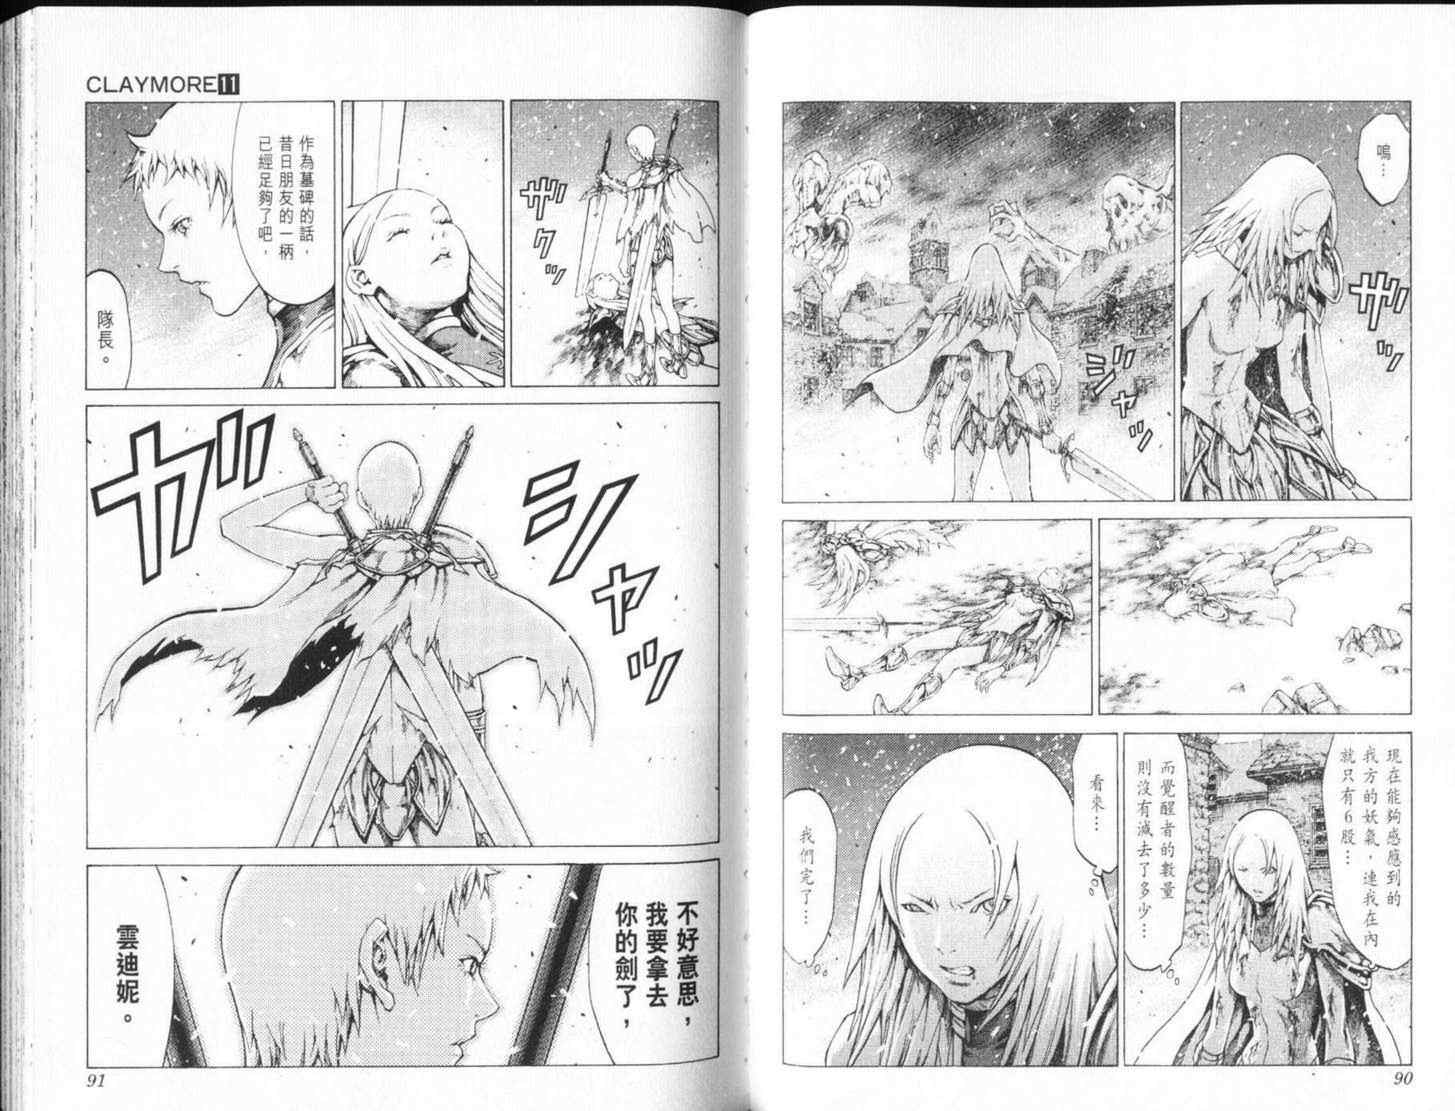 嗚…
ザッ
ジャッ
現在能夠感應到的
我方的妖氣，連我在內
就只有6股…
而覺醒者的數量
則沒有減去了多少…
看來…
我們完了…
90
CLAYMORE 11
ザクッ
作為墓碑的話，
昔日朋友的一柄
已經足夠了吧，
隊長。
ガシャッ
不好意思，
我要拿去
你的劍了，
雲迪妮。
91